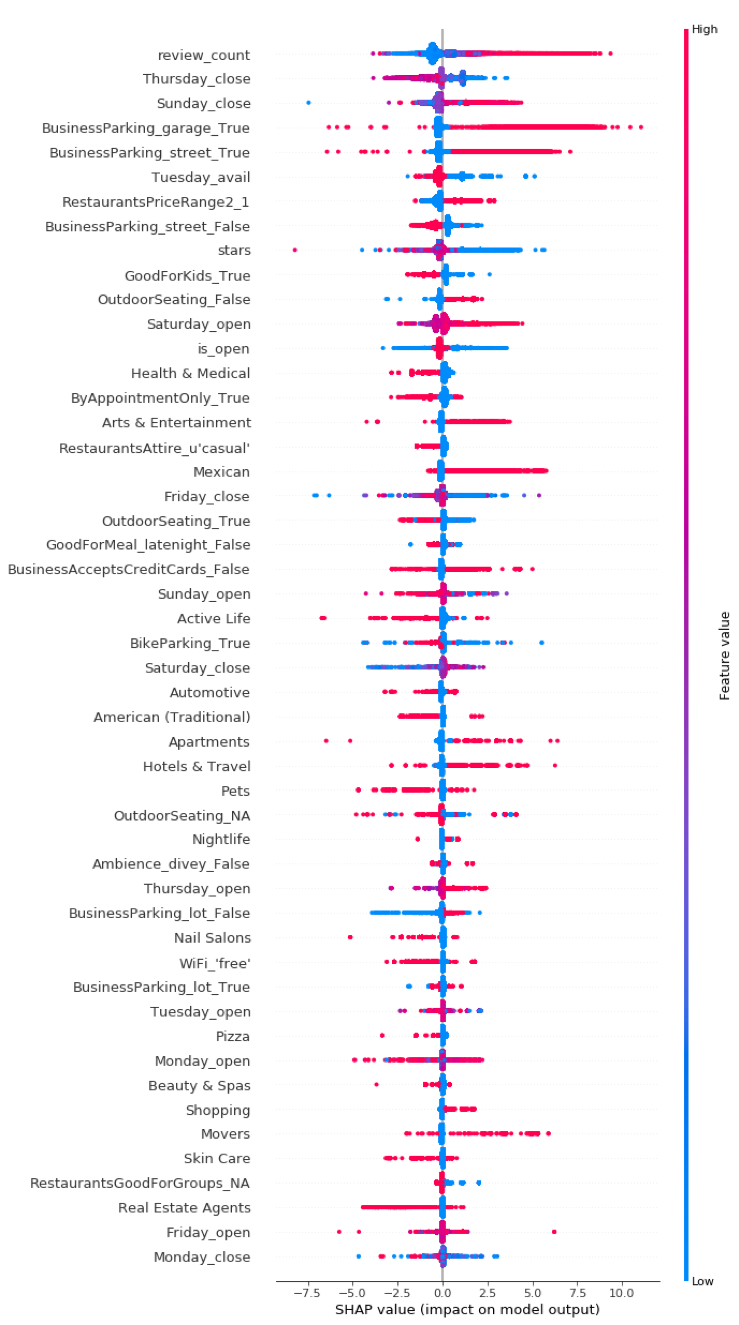 High
review_count
Thursday_close
Sunday_close
BusinessParking_garage_True
BusinessParking_street_True
Tuesday_avail
RestaurantsPriceRange2_1
BusinessParking_street_False
stars
GoodForKids_True
OutdoorSeating_False
Saturday_open
is_open
Health & Medical
ByAppointmentOnly_True
Arts & Entertainment
RestaurantsAttire_u'casual'
Mexican
Friday_close
OutdoorSeating_True
GoodForMeal_latenight_False
BusinessAcceptsCreditCards_False
Sunday_open
Active Life
BikeParking_True
Saturday_close
Automotive
American (Traditional)
Apartments
Hotels & Travel
Pets
OutdoorSeating_NA
Nightlife
Ambience_divey_False
Thursday_open
BusinessParking_lot_False
Nail Salons
WiFi_'free'
BusinessParking_lot_True
Tuesday_open
Pizza
Monday_open
Beauty & Spas
Shopping
Movers
Skin Care
RestaurantsGoodForGroups_NA
Real Estate Agents
Friday_open
Monday_close
Feature value
Low
−7.5 −5.0 −2.5 0.0 2.5 5.0 7.5 10.0
SHAP value (impact on model output)